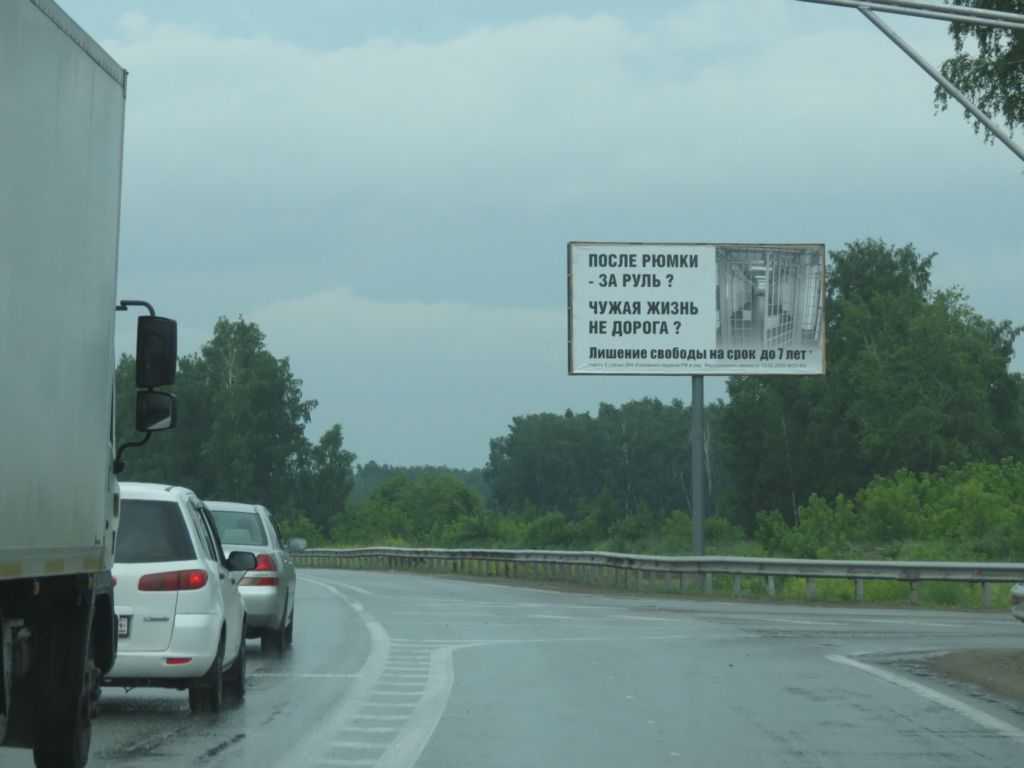 ПОСЛЕ РЮМКИ
- ЗА РУЛЬ ?
ЧУЖАЯ ЖИЗНЬ
НЕ ДОРОГА ?
Лишение свободы на срок до 7 лет *